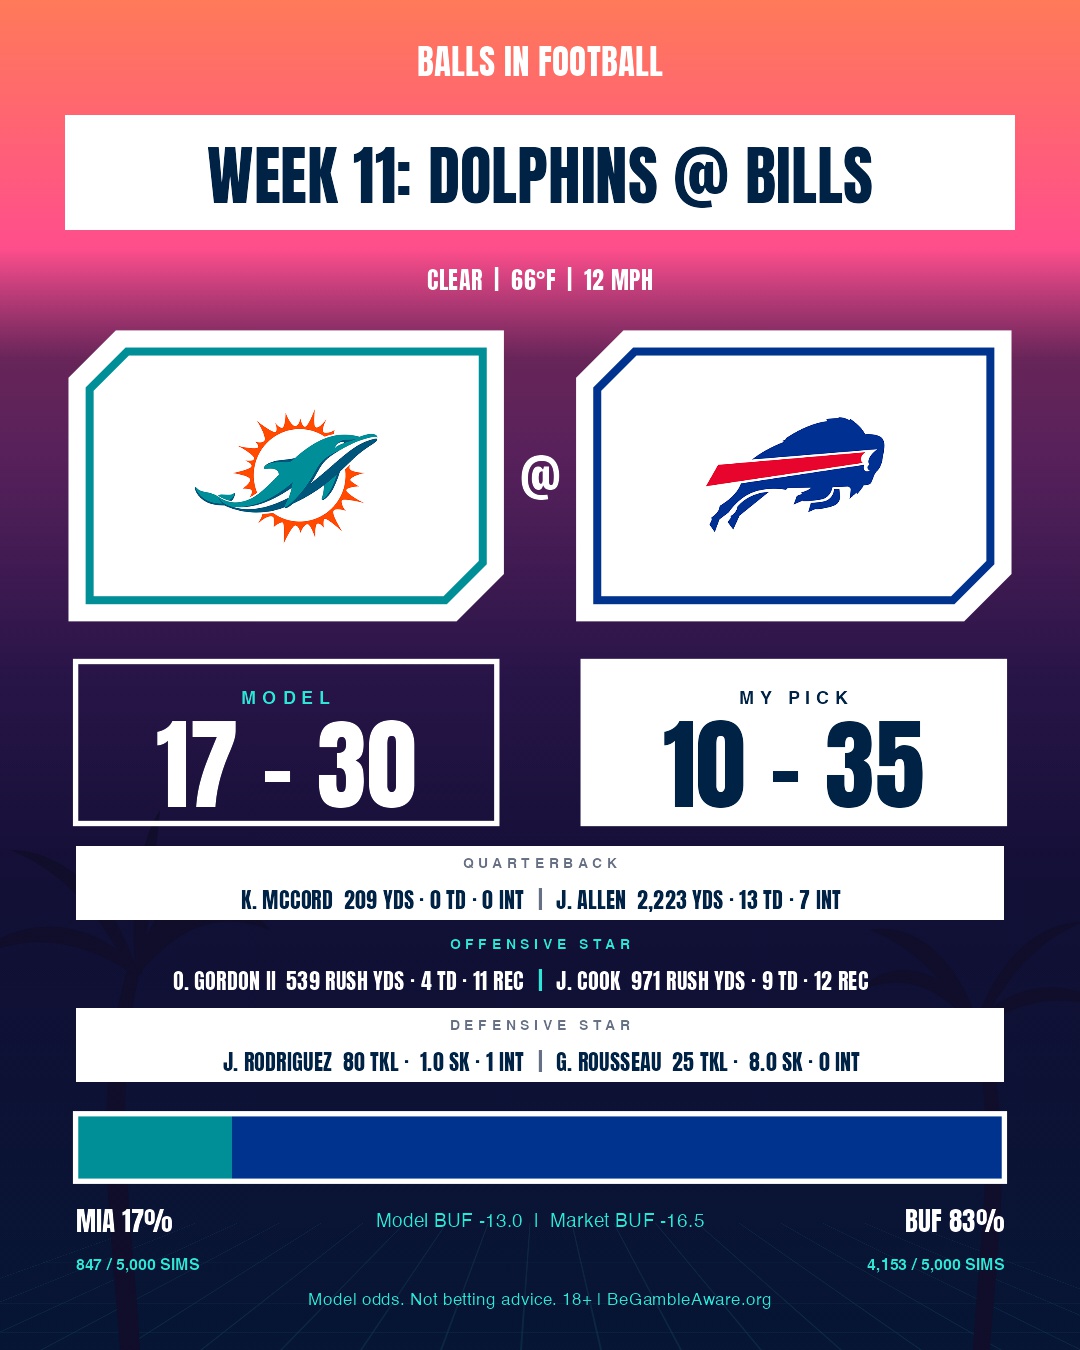 BALLS IN FOOTBALL
WEEK 11: DOLPHINS @ BILLS
CLEAR | 66°F | 12 MPH
@
MODEL
17 - 30
MY PICK
10 - 35
QUARTERBACK
K. MCCORD 209 YDS · 0 TD · 0 INT | J. ALLEN 2,223 YDS · 13 TD · 7 INT
OFFENSIVE STAR
O. GORDON II 539 RUSH YDS · 4 TD · 11 REC | J. COOK 971 RUSH YDS · 9 TD · 12 REC
DEFENSIVE STAR
J. RODRIGUEZ 80 TKL · 1.0 SK · 1 INT | G. ROUSSEAU 25 TKL · 8.0 SK · 0 INT
MIA 17%
Model BUF -13.0 | Market BUF -16.5
BUF 83%
847 / 5,000 SIMS
4,153 / 5,000 SIMS
Model odds. Not betting advice. 18+ | BeGambleAware.org